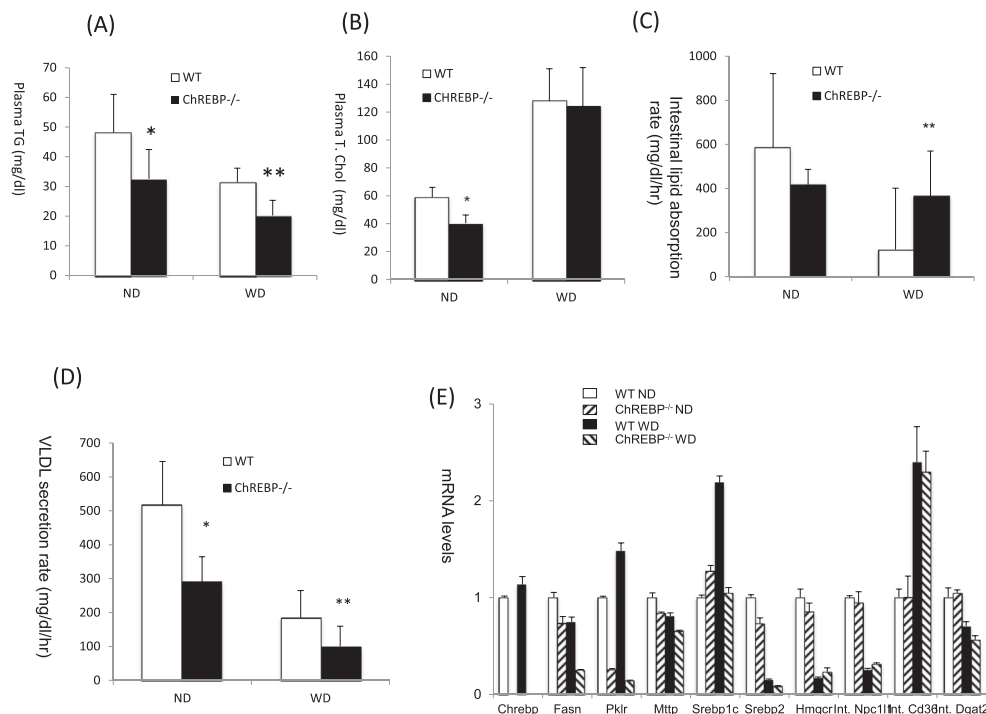 (A)
Plasma TG (mg/dl)
70
60
50
40
30
20
10
0
WT
ChREBP-/-
*
**
ND
WD
(B)
Plasma T. Chol (mg/dl)
160
140
120
100
80
60
40
20
0
WT
CHREBP-/-
*
ND
WD
(C)
Intestinal lipid absorption
rate (mg/dl/hr)
1000
800
600
400
200
0
WT
ChREBP-/-
**
ND
WD
(D)
VLDL secretion rate (mg/dl/hr)
700
600
500
400
300
200
100
0
WT
ChREBP-/-
*
**
ND
WD
(E)
mRNA levels
3
2
1
0
WT ND
ChREBP-/- ND
WT WD
ChREBP-/- WD
Chrebp Fasn Pklr Mttp Srebp1c Srebp2 Hmgcr Int. Npc1l1 Int. Cd36 Int. Dgat2